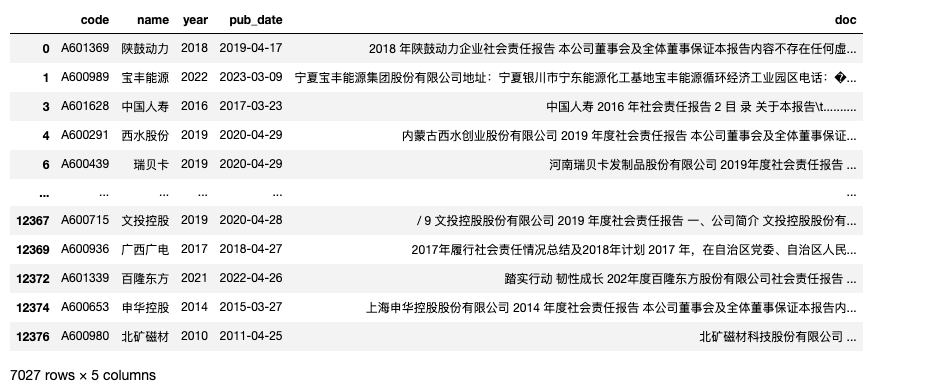 code name year pub_date doc
0 A601369 陕鼓动力 2018 2019-04-17 2018 年陕鼓动力企业社会责任报告 本公司董事会及全体董事保证本报告内容不存在任何虚...
1 A600989 宝丰能源 2022 2023-03-09 宁夏宝丰能源集团股份有限公司地址：宁夏银川市宁东能源化工基地宝丰能源循环经济工业园区电话：�...
3 A601628 中国人寿 2016 2017-03-23 中国人寿 2016 年社会责任报告 2 目 录 关于本报告\t..........
4 A600291 西水股份 2019 2020-04-29 内蒙古西水创业股份有限公司 2019 年度社会责任报告 本公司董事会及全体董事保证...
6 A600439 瑞贝卡 2019 2020-04-29 河南瑞贝卡发制品股份有限公司 2019年度社会责任报告 ...
... ... ... ... ... ...
12367 A600715 文投控股 2019 2020-04-28 / 9 文投控股股份有限公司 2019 年度社会责任报告 一、公司简介 文投控股股份有...
12369 A600936 广西广电 2017 2018-04-27 2017年履行社会责任情况总结及2018年计划 2017 年，在自治区党委、自治区人民...
12372 A601339 百隆东方 2021 2022-04-26 踏实行动 韧性成长 202年度百隆东方股份有限公司社会责任报告 ...
12374 A600653 申华控股 2014 2015-03-27 上海申华控股股份有限公司 2014 年度社会责任报告 本公司董事会及全体董事保证本报告内...
12376 A600980 北矿磁材 2010 2011-04-25 北矿磁材科技股份有限公司 ...
7027 rows × 5 columns